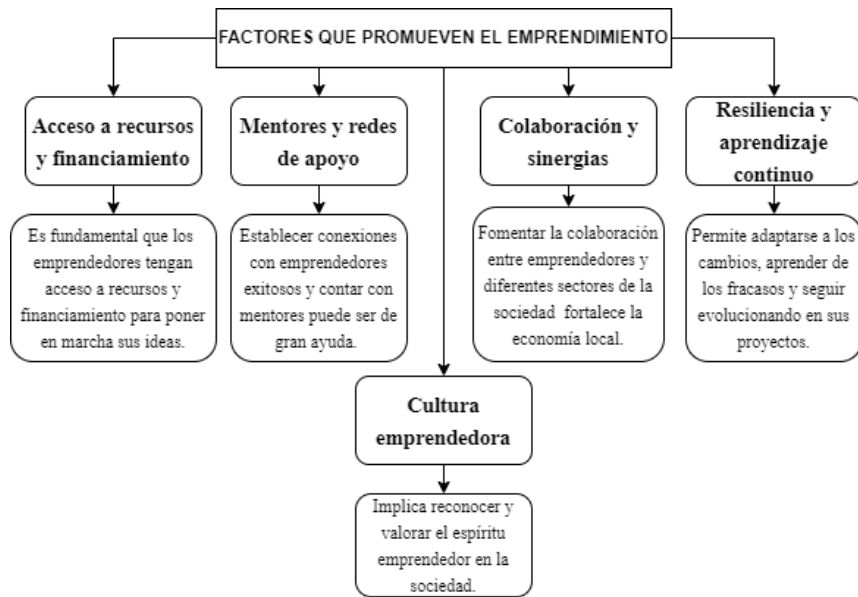 FACTORES QUE PROMUEVEN EL EMPRENDIMIENTO
Acceso a recursos
y financiamiento
Es fundamental que los
emprendedores tengan
acceso a recursos y
financiamiento para poner
en marcha sus ideas.
Mentores y redes
de apoyo
Establecer conexiones
con emprendedores
exitosos y contar con
mentores puede ser de
gran ayuda.
Colaboración y
sinergias
Fomentar la colaboración
entre emprendedores y
diferentes sectores de la
sociedad fortalece la
economía local.
Resiliencia y
aprendizaje
continuo
Permite adaptarse a los
cambios, aprender de
los fracasos y seguir
evolucionando en sus
proyectos.
Cultura
emprendedora
Implica reconocer y
valorar el espíritu
emprendedor en la
sociedad.